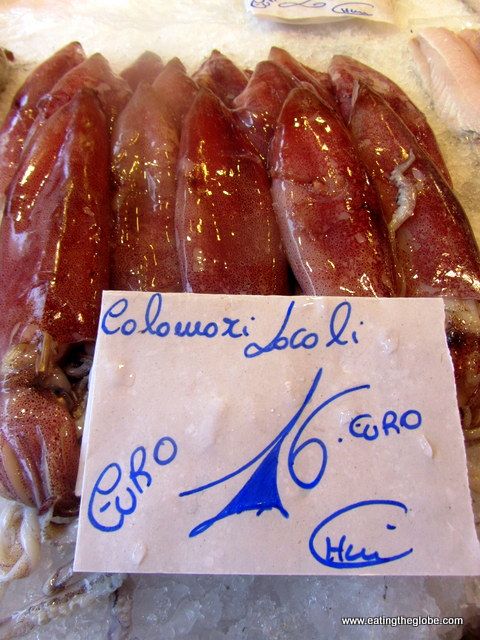 Calamari Locali
EURO 16. EURO
CHILI
www.eatingtheglobe.com